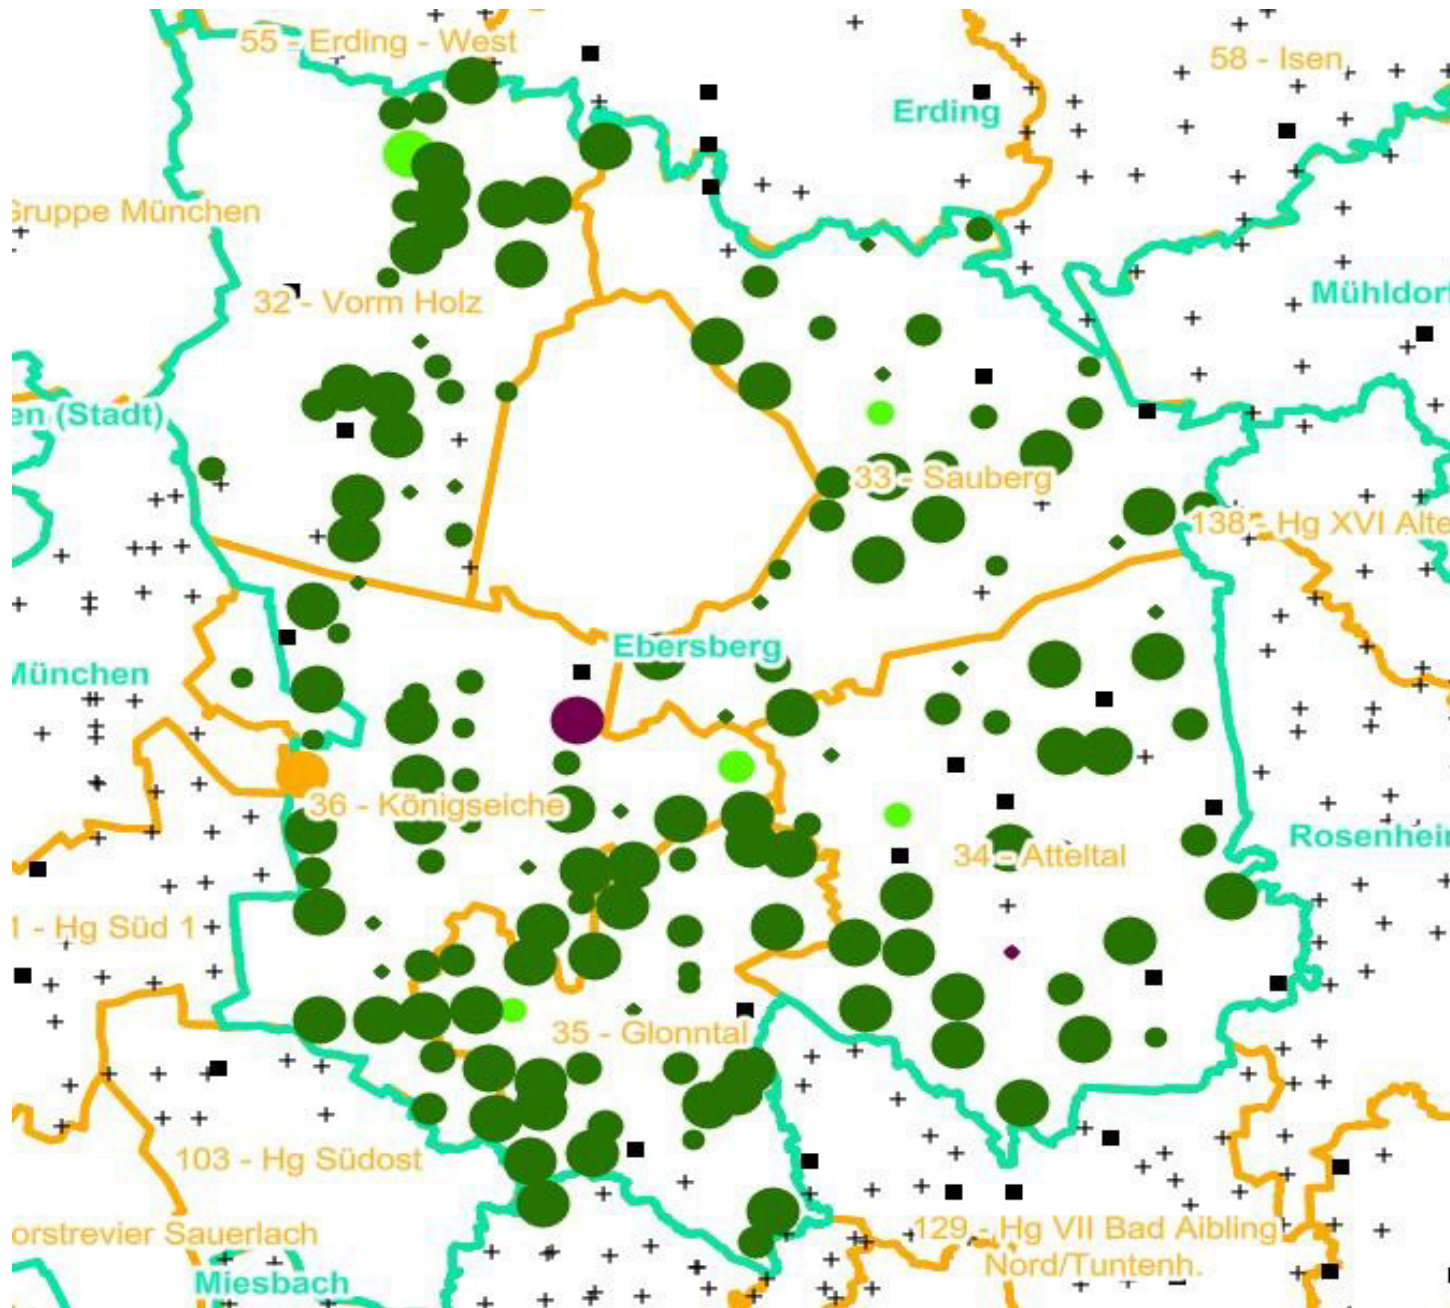 55 - Erding - West
58 - Isen
Erding
Gruppe München
32 - Vorm Holz
Mühldorf
en (Stadt)
33 - Sauberg
138 - Hg XVI Alte
Ebersberg
München
36 - Königseiche
34 - Atteltal
Rosenhei
1 - Hg Süd 1
35 - Glonntal
103 - Hg Südost
orstrevier Sauerlach
129 - Hg VII Bad Aibling
Nord/Tuntenh.
Miesbach